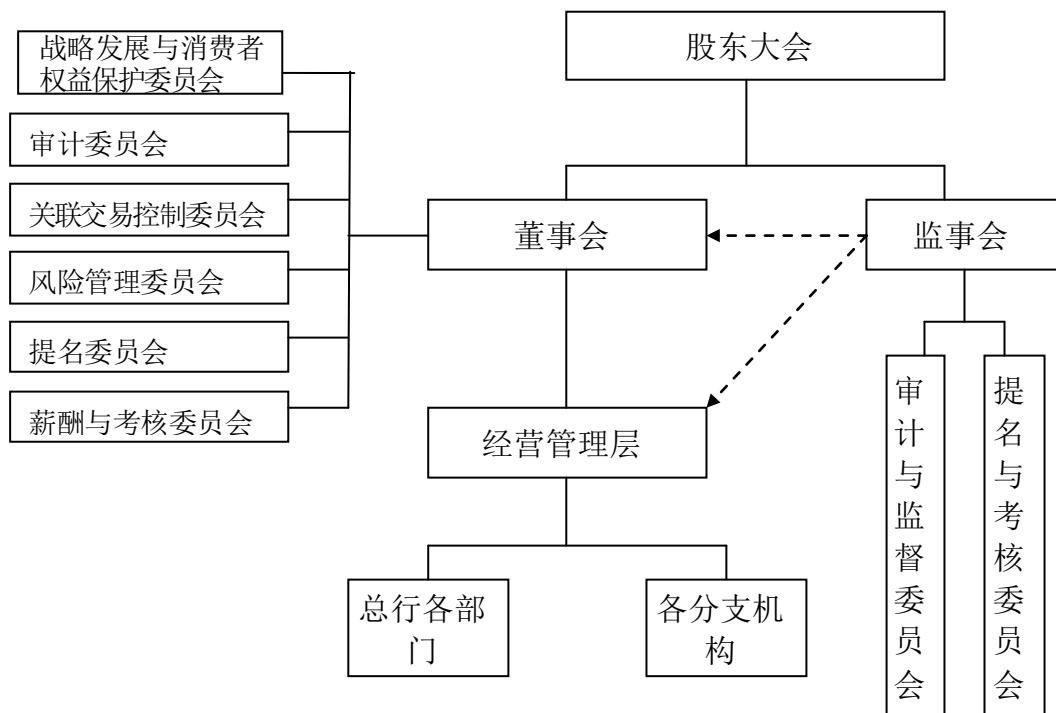 战略发展与消费者
权益保护委员会
股东大会
审计委员会
关联交易控制委员会
董事会
监事会
风险管理委员会
提名委员会
薪酬与考核委员会
经营管理层
审计与监督委员会
提名与考核委员会
总行各部
门
各分支机
构